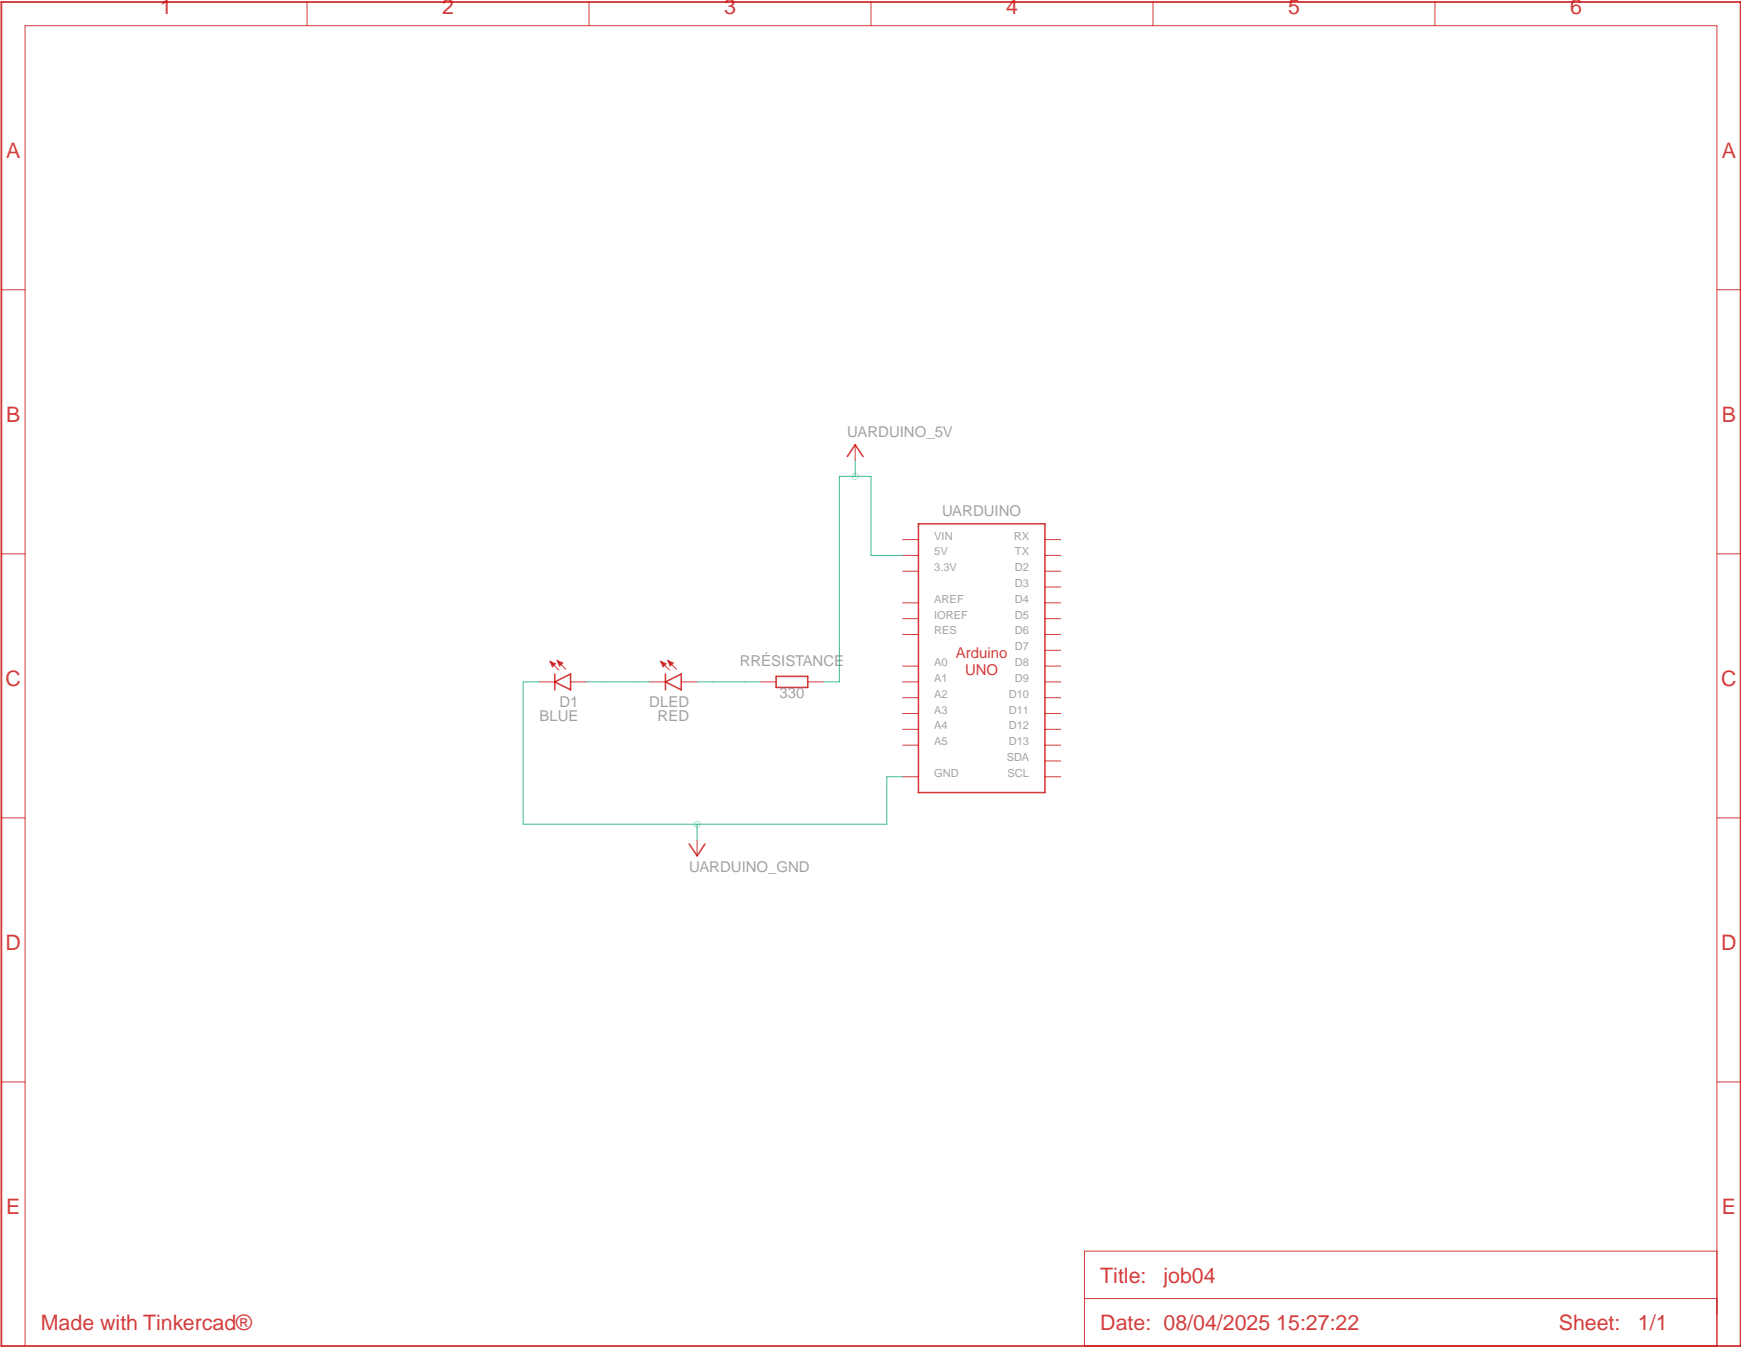 1 2 3 4 5 6
A A
B B
UARDUINO_5V
UARDUINO
VIN RX
5V TX
3.3V D2
D3
AREF D4
IOREF D5
RES D6
D7
Arduino
UNO
A0 D8
A1 D9
A2 D10
A3 D11
A4 D12
A5 D13
SDA
GND SCL
RRÉSISTANCE
330
C C
D1
BLUE
DLED
RED
UARDUINO_GND
D D
E E
Title: job04
Made with Tinkercad®
Date: 08/04/2025 15:27:22 Sheet: 1/1